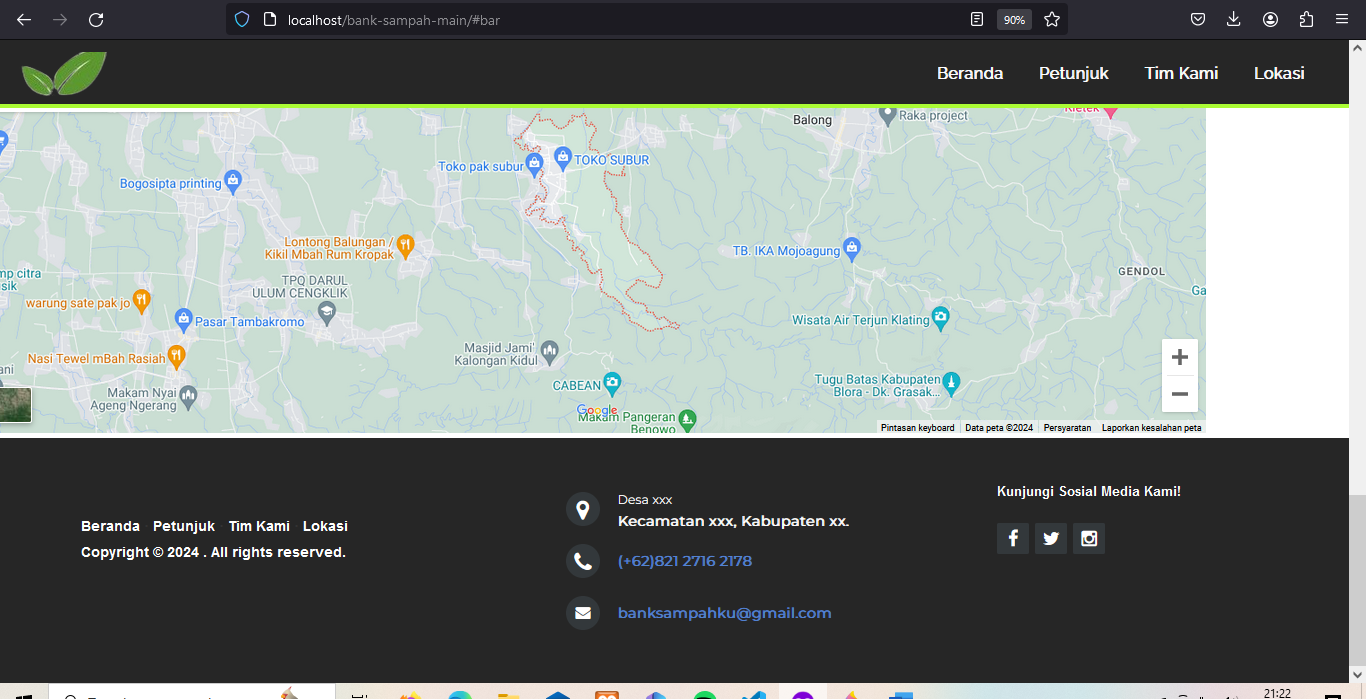 localhost/bank-sampah-main/#bar
90%
Beranda
Petunjuk
Tim Kami
Lokasi
Balong
Raka project
Toko pak subur
TOKO SUBUR
Bogosipta printing
Lontong Balungan /
Kikil Mbah Rum Kropak
TB. IKA Mojoagung
GENDOL
TPQ DARUL
ULUM CENGKLIK
warung sate pak jo
Pasar Tambakromo
Wisata Air Terjun Klating
Nasi Tewel mBah Rasiah
Masjid Jami'
Kalongan Kidul
Makam Nyai
Ageng Ngerang
CABEAN
Tugu Batas Kabupaten
Blora - Dk. Grasak...
Google
Makam Pangeran
Benowo
Pintasan keyboard
Data peta ©2024
Persyaratan
Laporkan kesalahan peta
Beranda Petunjuk Tim Kami Lokasi
Copyright © 2024 . All rights reserved.
Desa xxx
Kecamatan xxx, Kabupaten xx.
(+62)821 2716 2178
banksampahku@gmail.com
Kunjungi Sosial Media Kami!
21:22